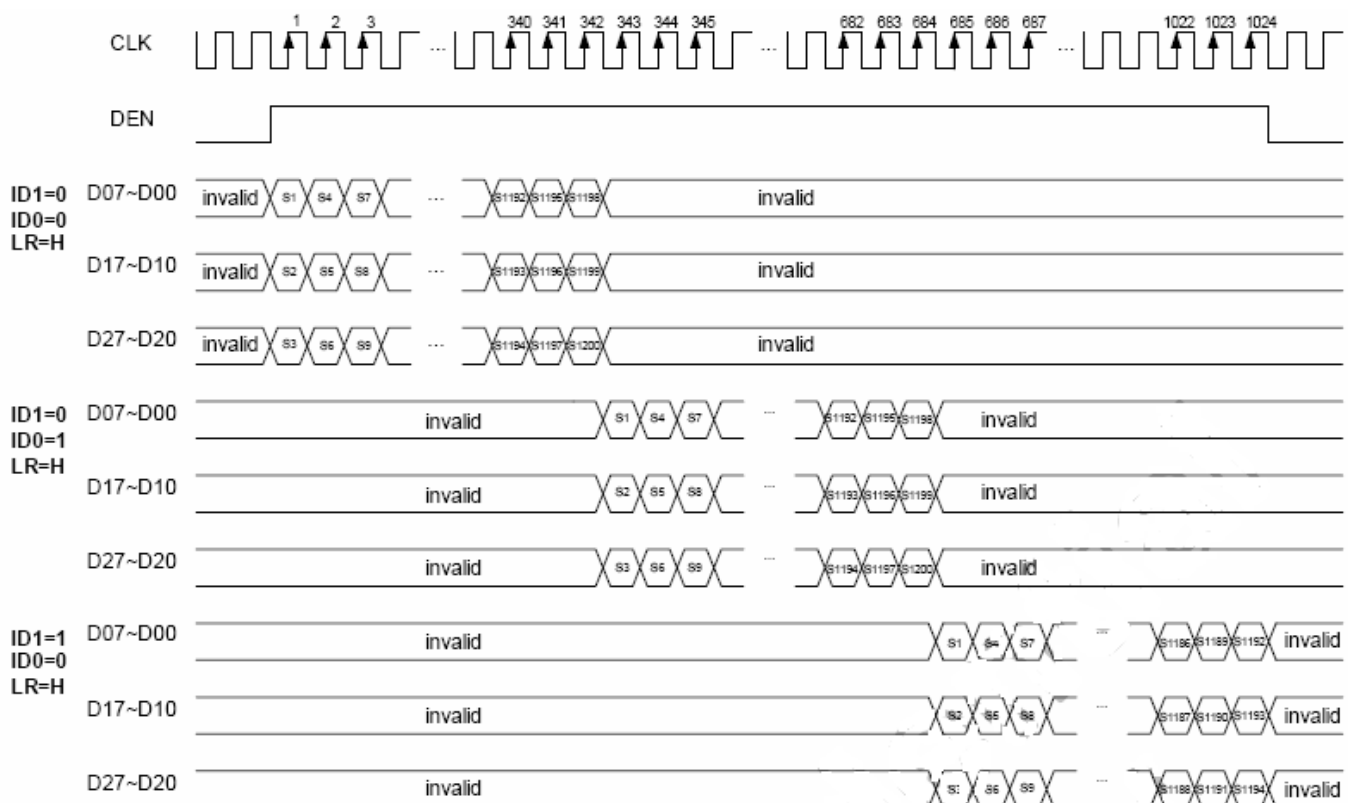 1 2 3 340 341 342 343 344 345 682 683 684 685 686 687 1022 1023 1024
CLK ... ... ...
DEN
ID1=0 D07~D00 invalid S1 S4 S7 ... S1192 S1195 S1198 invalid
ID0=0
LR=H
D17~D10 invalid S2 S5 S8 ... S1193 S1196 S1199 invalid
D27~D20 invalid S3 S6 S9 ... S1194 S1197 S1200 invalid
ID1=0 D07~D00 invalid S1 S4 S7 ... S1192 S1195 S1198 invalid
ID0=1
LR=H
D17~D10 invalid S2 S5 S8 ... S1193 S1196 S1199 invalid
D27~D20 invalid S3 S6 S9 ... S1194 S1197 S1200 invalid
ID1=1 D07~D00 invalid S1 S4 S7 ... S1186 S1189 S1192 invalid
ID0=0
LR=H
D17~D10 invalid S2 S5 S8 ... S1187 S1190 S1193 invalid
D27~D20 invalid S6 S9 ... S1188 S1191 S1194 invalid